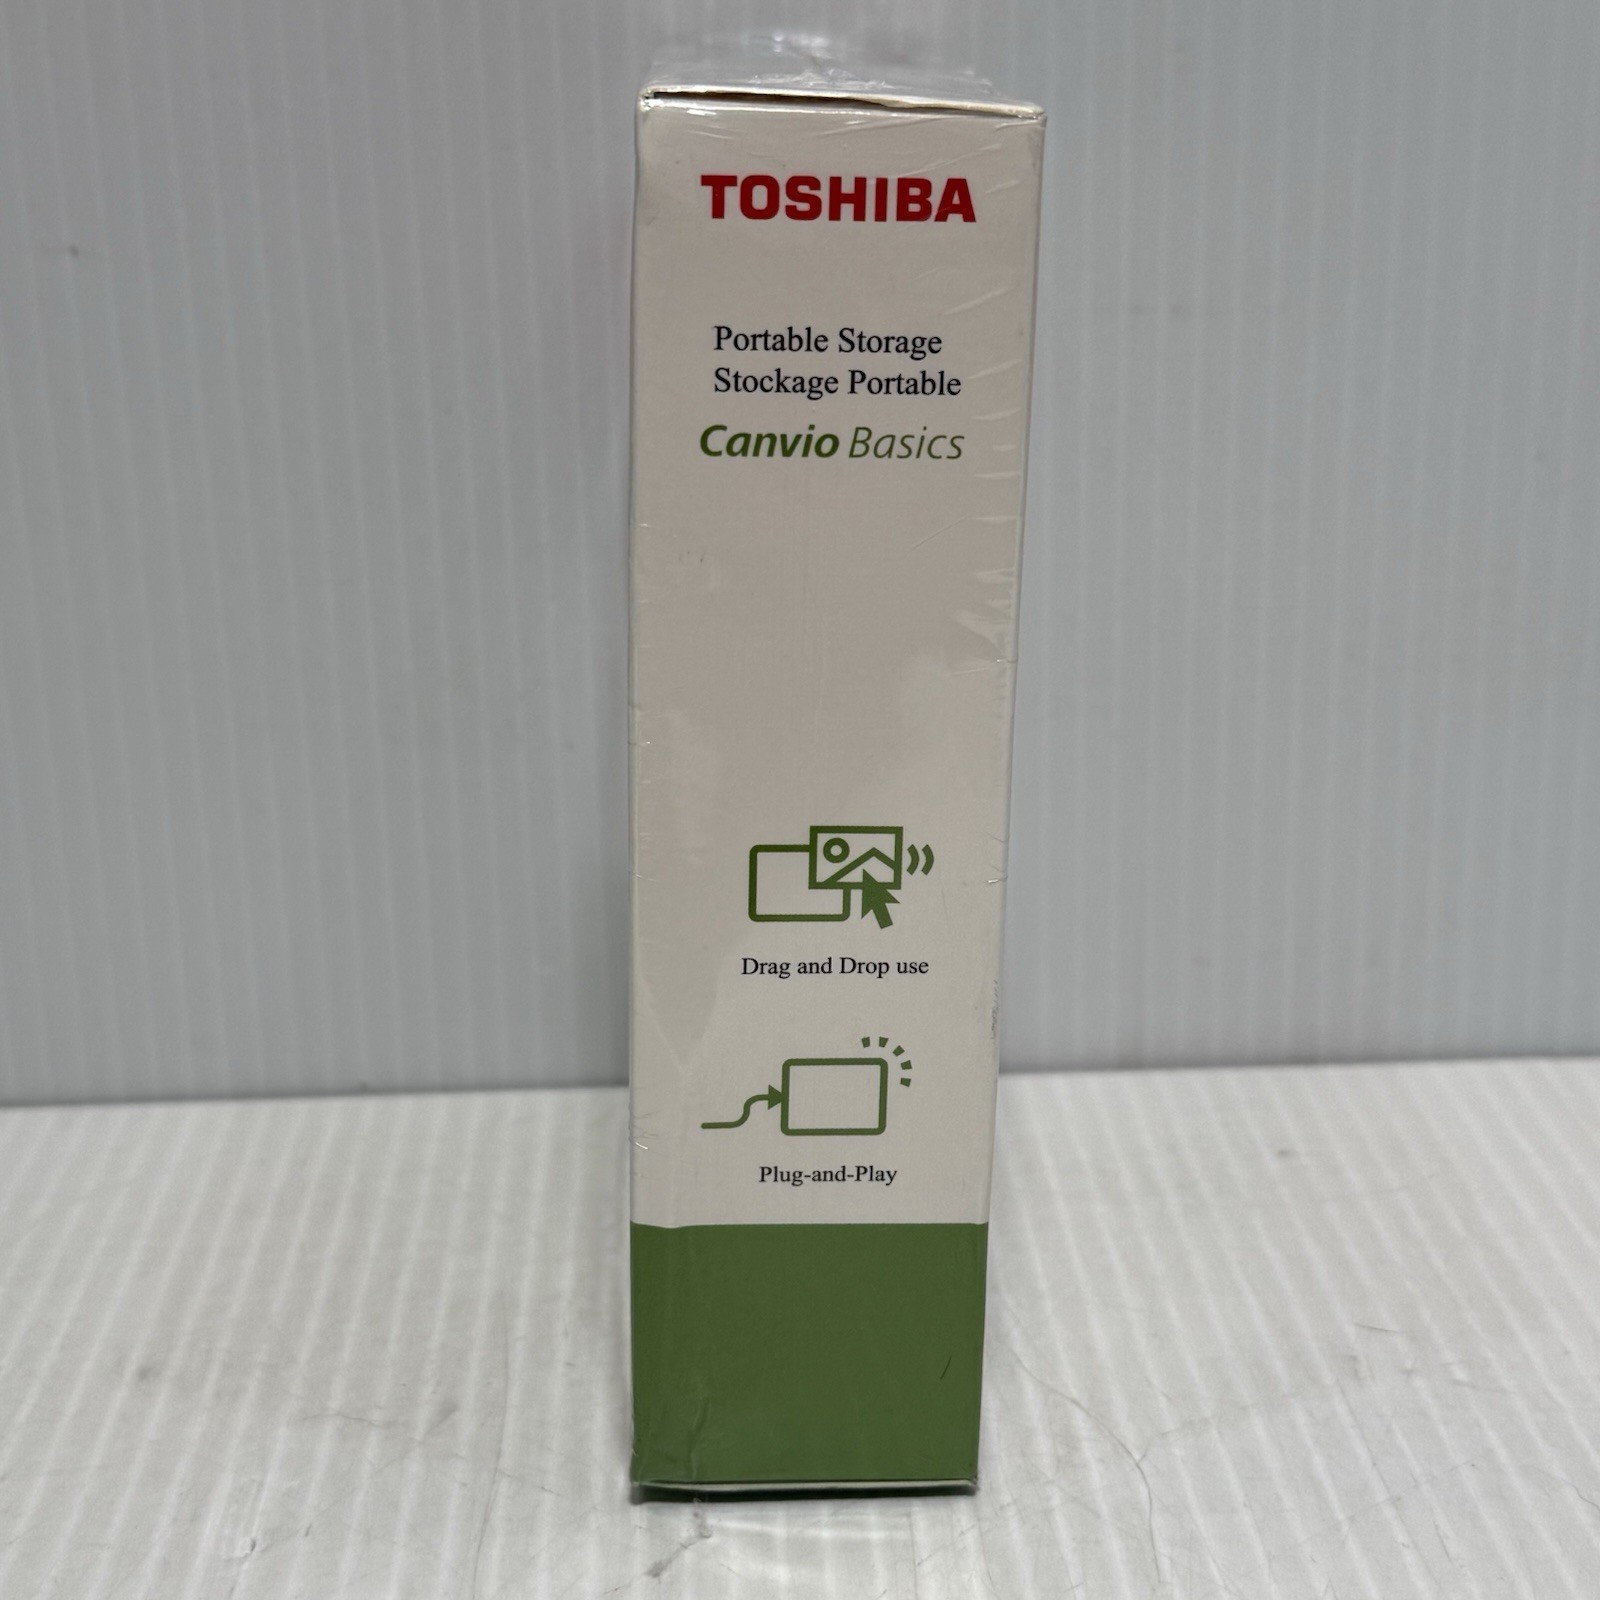 TOSHIBA
Portable Storage
Stockage Portable
Canvio Basics
Drag and Drop use
Plug-and-Play